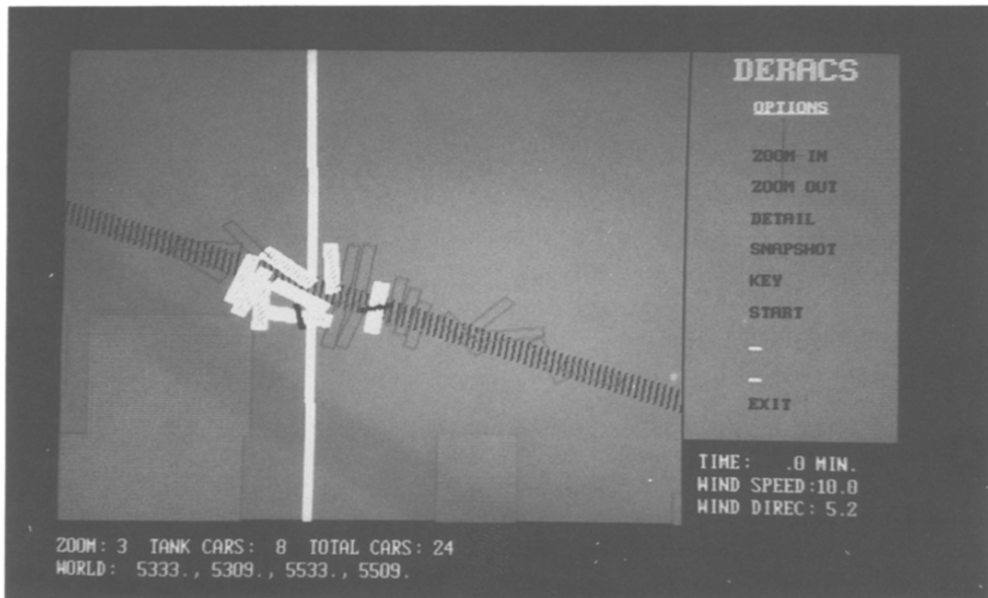 DERACS
OPTIONS
ZOOM IN
ZOOM OUT
DETAIL
SNAPSHOT
KEY
START
EXIT
TIME: .0 MIN.
WIND SPEED:10.0
WIND DIREC: 5.2
ZOOM: 3 TANK CARS: 8 TOTAL CARS: 24
WORLD: 5333., 5309., 5533., 5509.